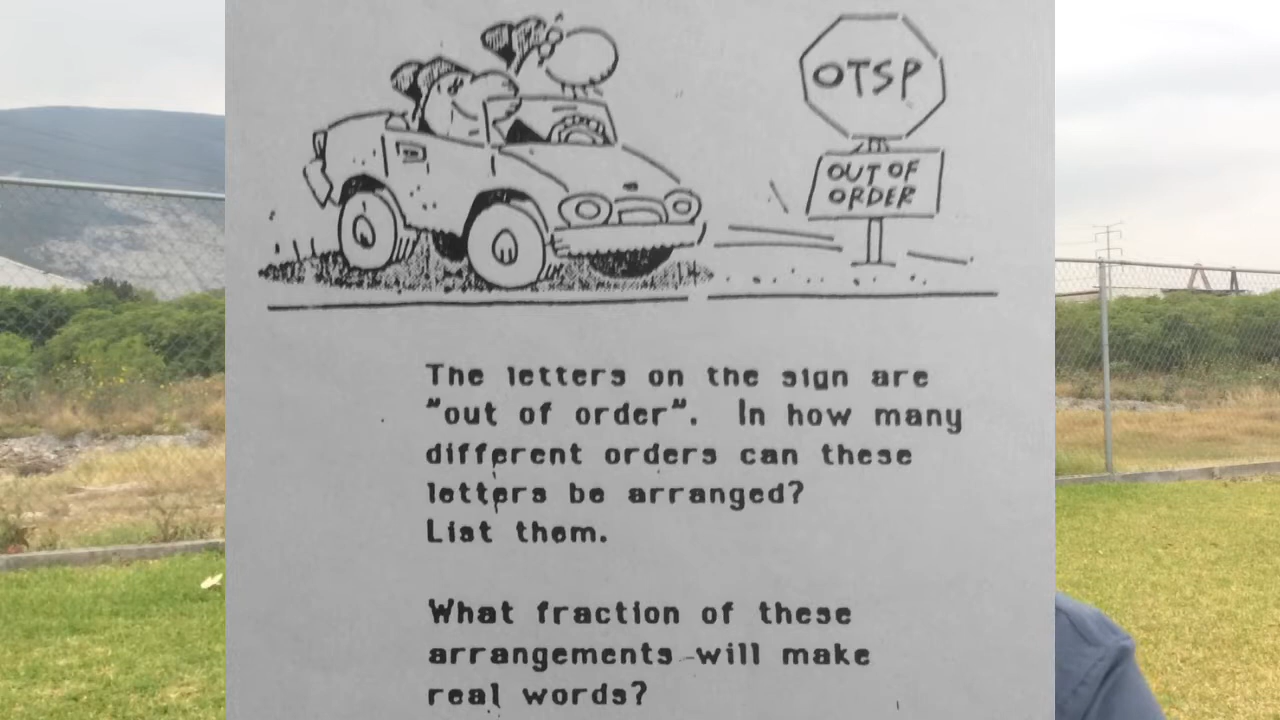 OTSP
OUT OF
ORDER
The letters on the sign are
"out of order". In how many
different orders can these
letters be arranged?
List them.
What fraction of these
arrangements will make
real words?